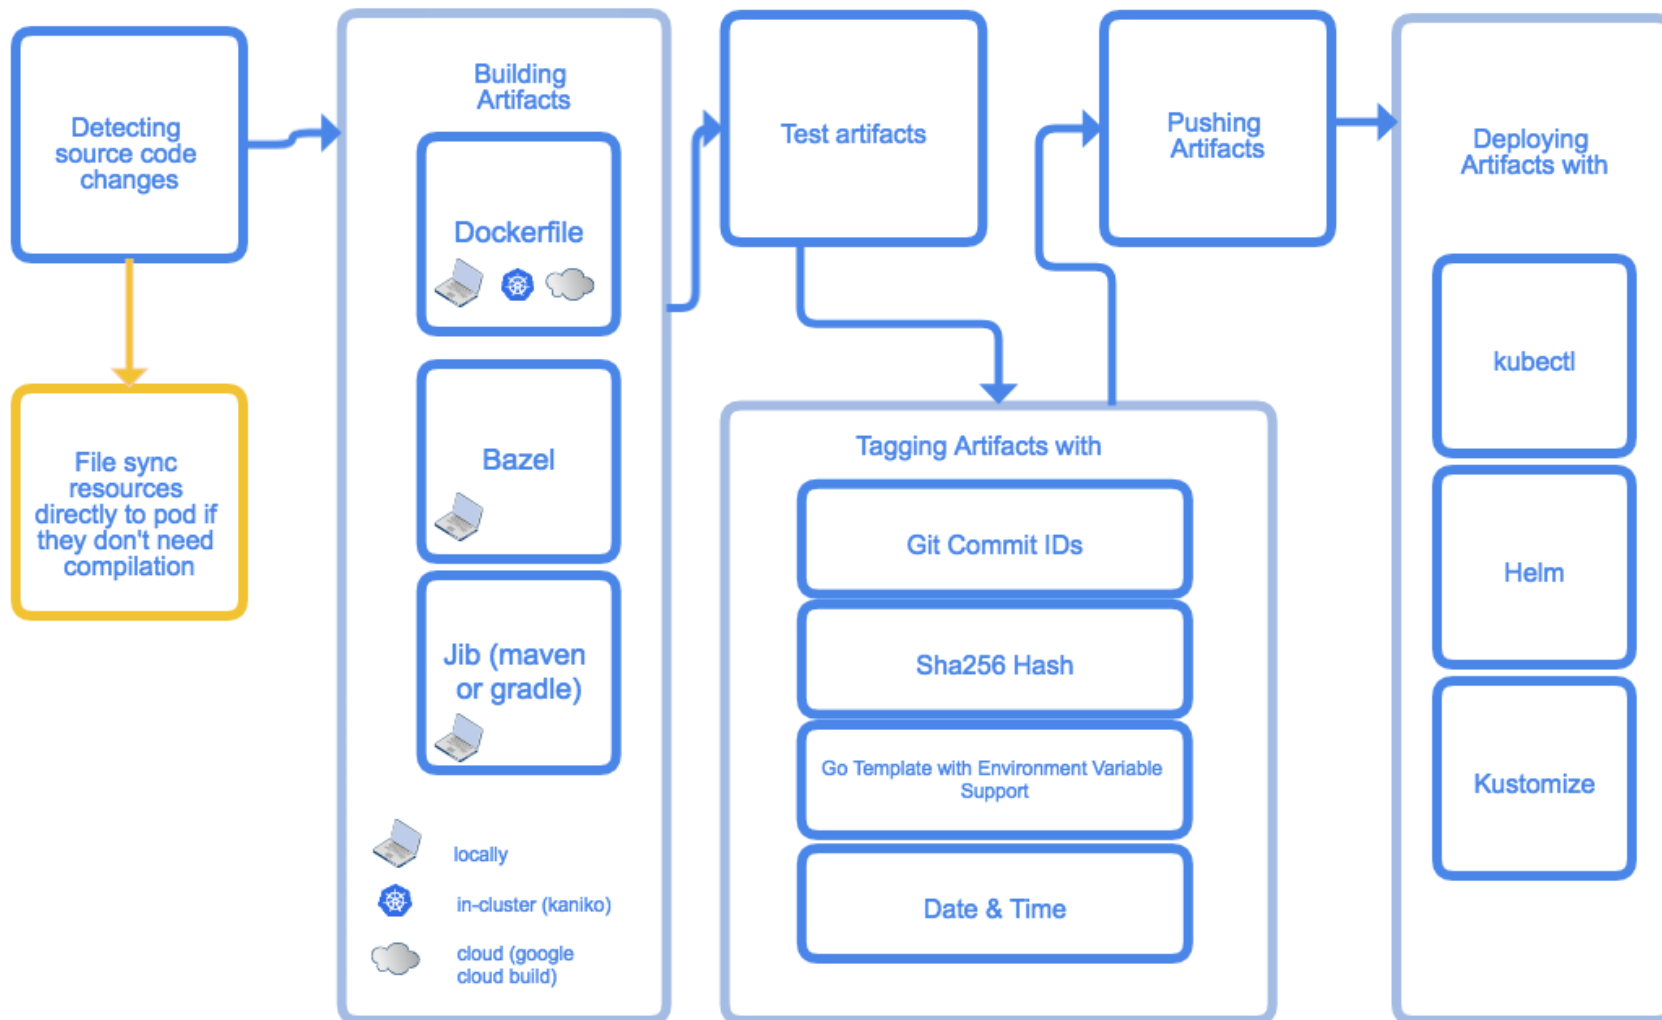 Detecting
source code
changes
File sync
resources
directly to pod if
they don't need
compilation
Building
Artifacts
Dockerfile
Bazel
Jib (maven
or gradle)
locally
in-cluster (kaniko)
cloud (google
cloud build)
Test artifacts
Tagging Artifacts with
Git Commit IDs
Sha256 Hash
Go Template with Environment Variable
Support
Date & Time
Pushing
Artifacts
Deploying
Artifacts with
kubectl
Helm
Kustomize